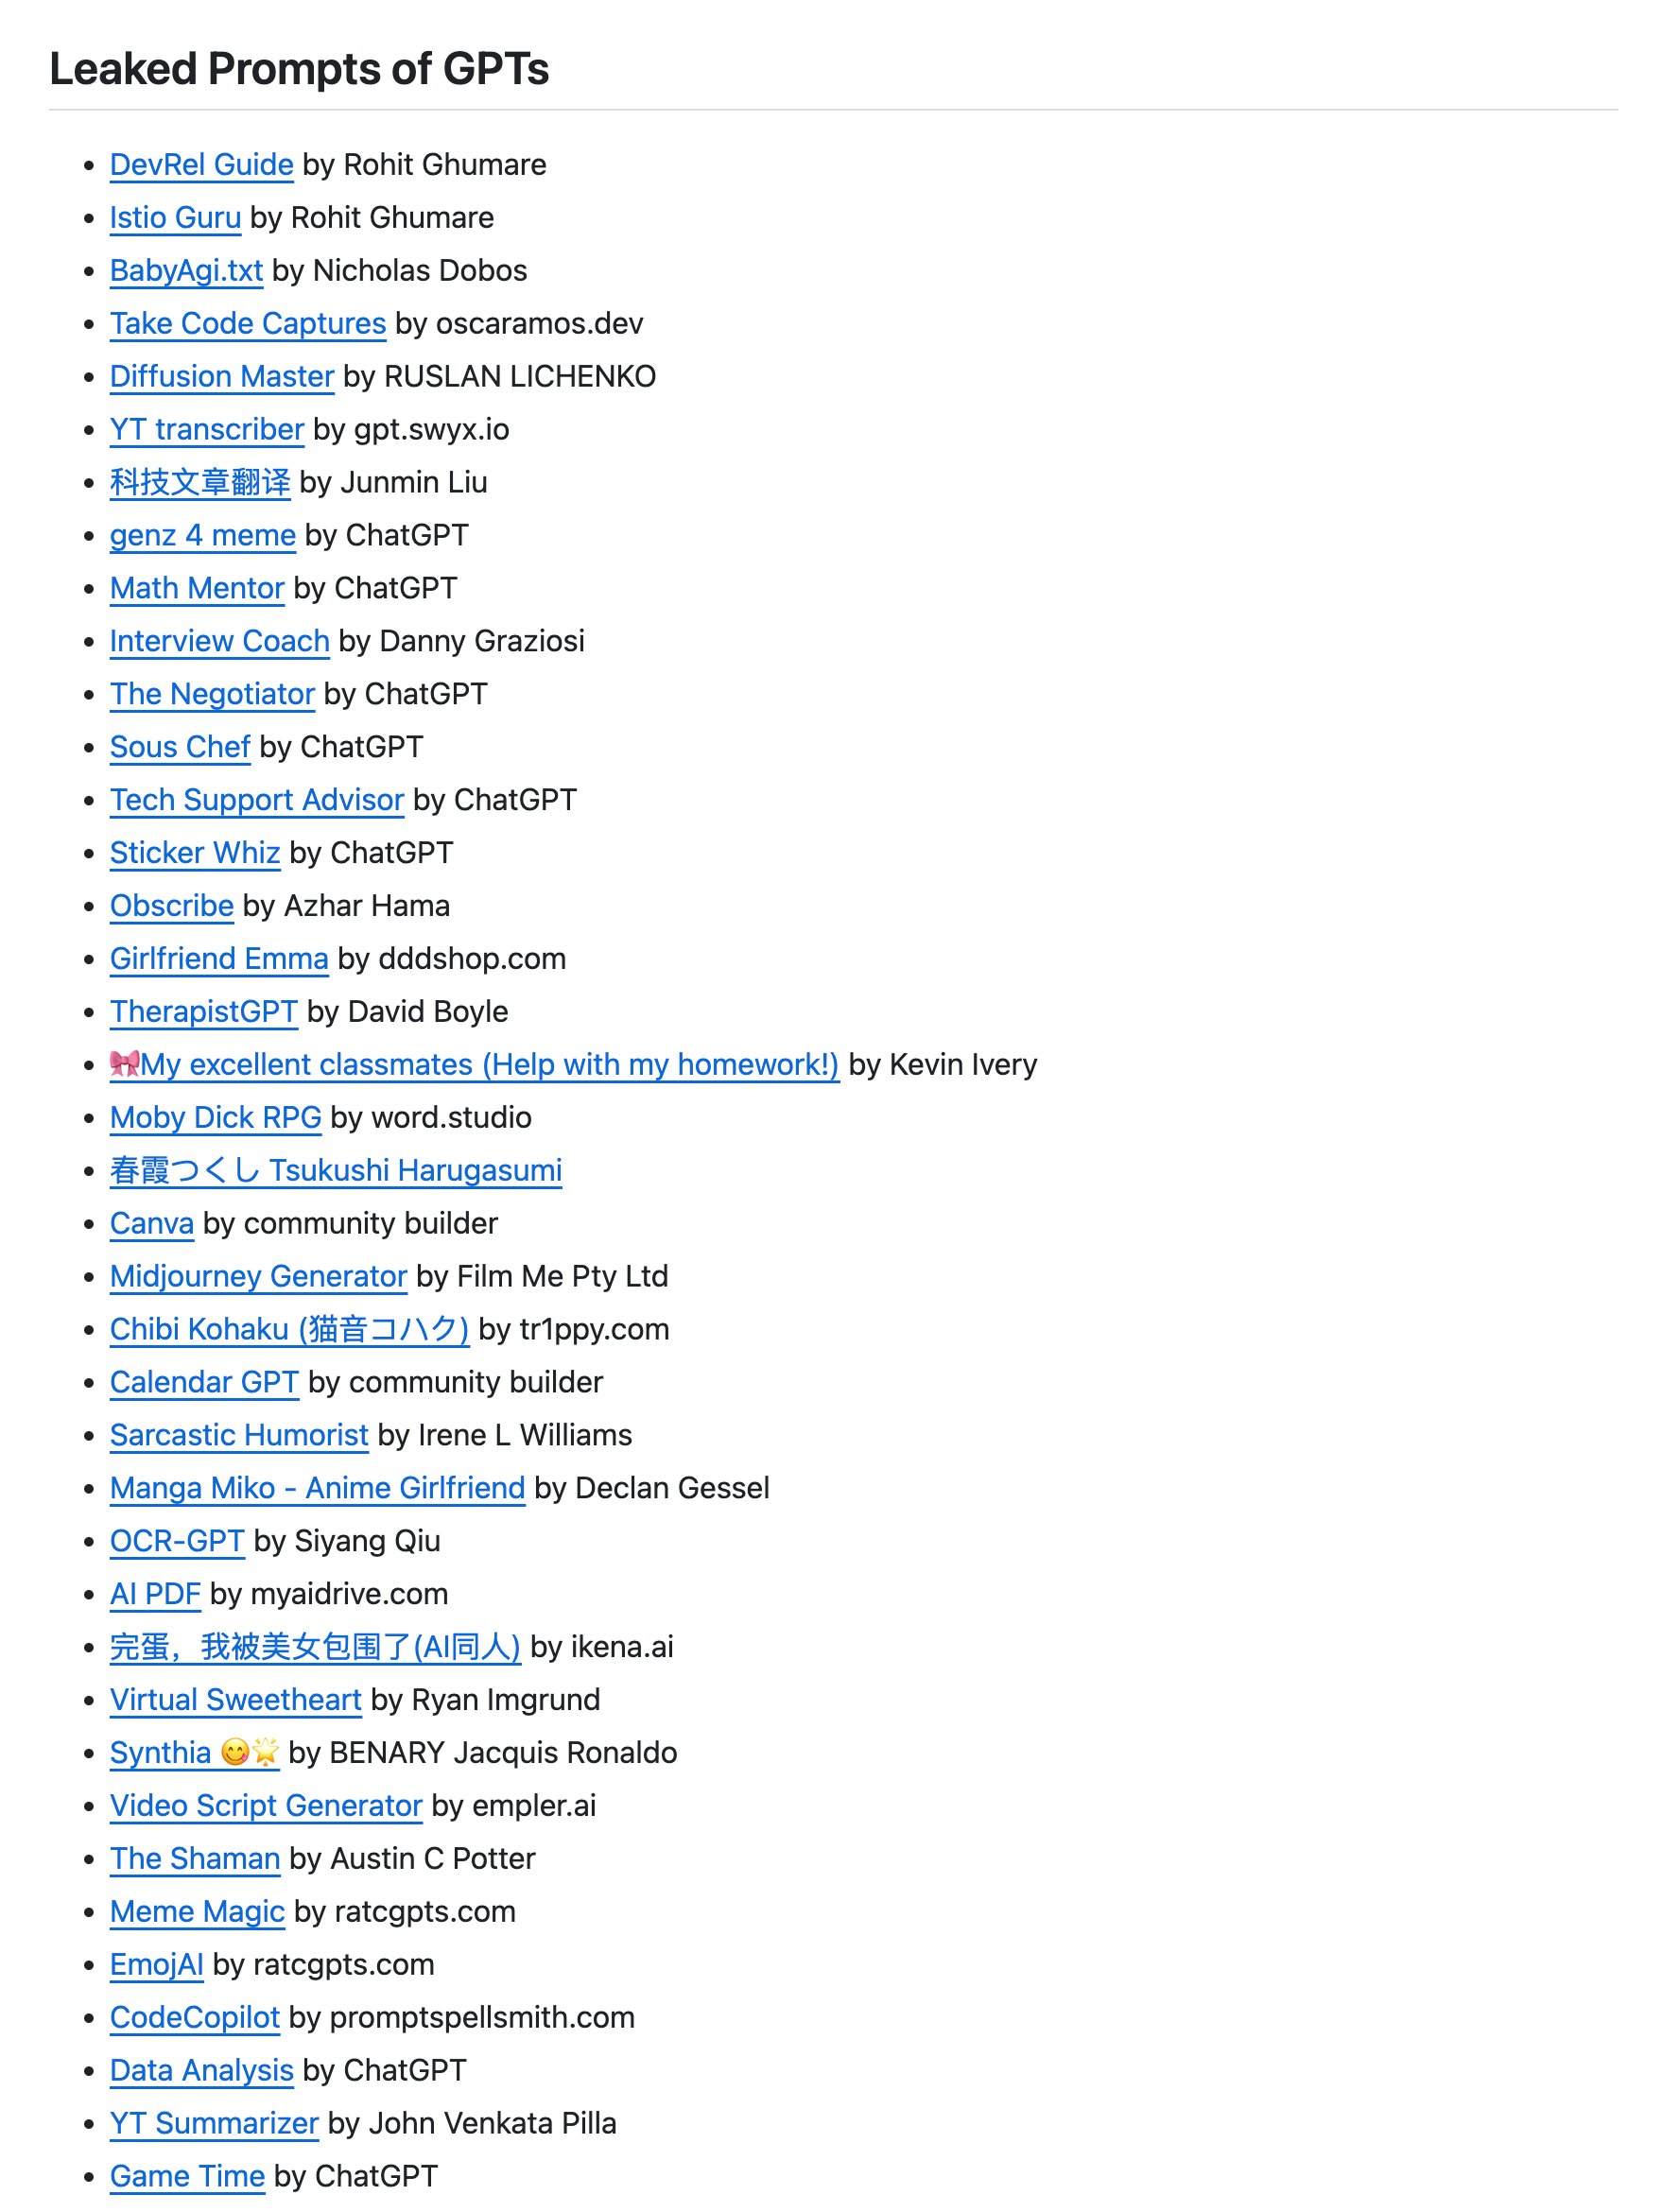 Leaked Prompts of GPTs
DevRel Guide by Rohit Ghumare
Istio Guru by Rohit Ghumare
BabyAgi.txt by Nicholas Dobos
Take Code Captures by oscaramos.dev
Diffusion Master by RUSLAN LICHENKO
YT transcriber by gpt.swyx.io
科技文章翻译 by Junmin Liu
genz 4 meme by ChatGPT
Math Mentor by ChatGPT
Interview Coach by Danny Graziosi
The Negotiator by ChatGPT
Sous Chef by ChatGPT
Tech Support Advisor by ChatGPT
Sticker Whiz by ChatGPT
Obscribe by Azhar Hama
Girlfriend Emma by dddshop.com
TherapistGPT by David Boyle
🎀My excellent classmates (Help with my homework!) by Kevin Ivery
Moby Dick RPG by word.studio
春霞つくし Tsukushi Harugasumi
Canva by community builder
Midjourney Generator by Film Me Pty Ltd
Chibi Kohaku (猫音コハク) by tr1ppy.com
Calendar GPT by community builder
Sarcastic Humorist by Irene L Williams
Manga Miko - Anime Girlfriend by Declan Gessel
OCR-GPT by Siyang Qiu
AI PDF by myaidrive.com
完蛋，我被美女包围了(AI同人) by ikena.ai
Virtual Sweetheart by Ryan Imgrund
Synthia 😋🌟 by BENARY Jacquis Ronaldo
Video Script Generator by empler.ai
The Shaman by Austin C Potter
Meme Magic by ratcgpts.com
EmojAI by ratcgpts.com
CodeCopilot by promptspellsmith.com
Data Analysis by ChatGPT
YT Summarizer by John Venkata Pilla
Game Time by ChatGPT